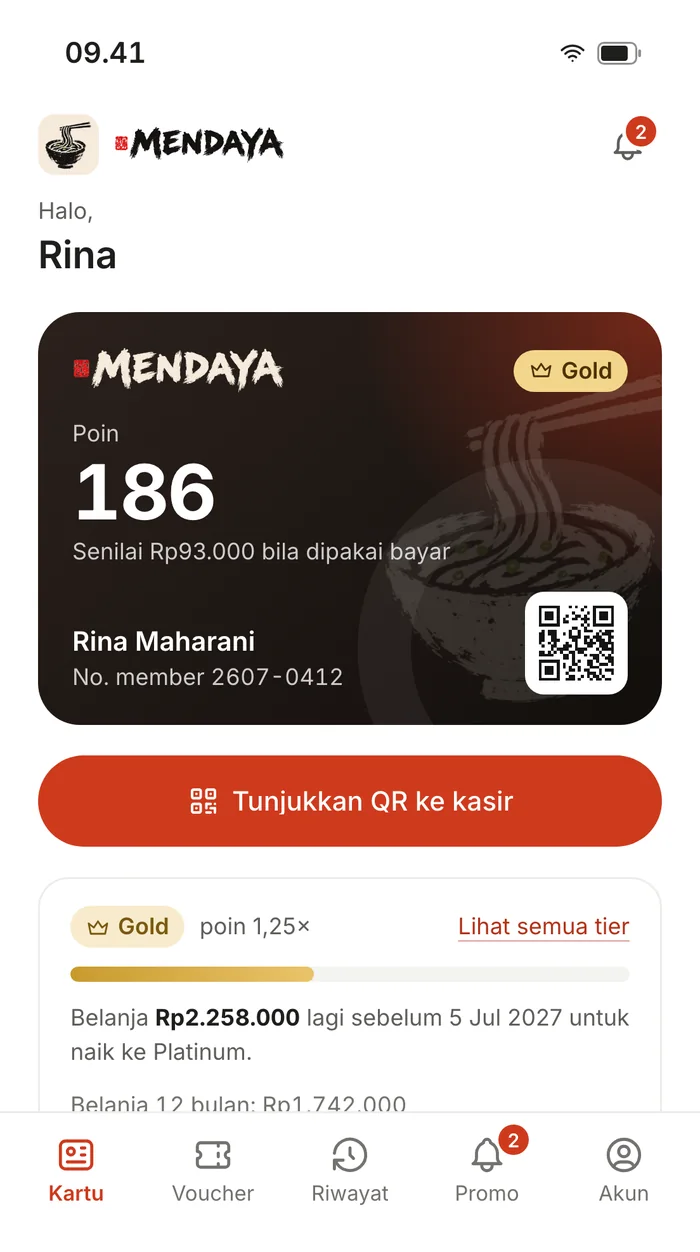 09.41
MENDAYA
2
Halo,
Rina
MENDAYA
Gold
Poin
186
Senilai Rp93.000 bila dipakai bayar
Rina Maharani
No. member 2607-0412
Tunjukkan QR ke kasir
Gold poin 1,25× Lihat semua tier
Belanja Rp2.258.000 lagi sebelum 5 Jul 2027 untuk
naik ke Platinum.
Belanja 12 bulan: Rp1.742.000
2
Kartu Voucher Riwayat Promo Akun